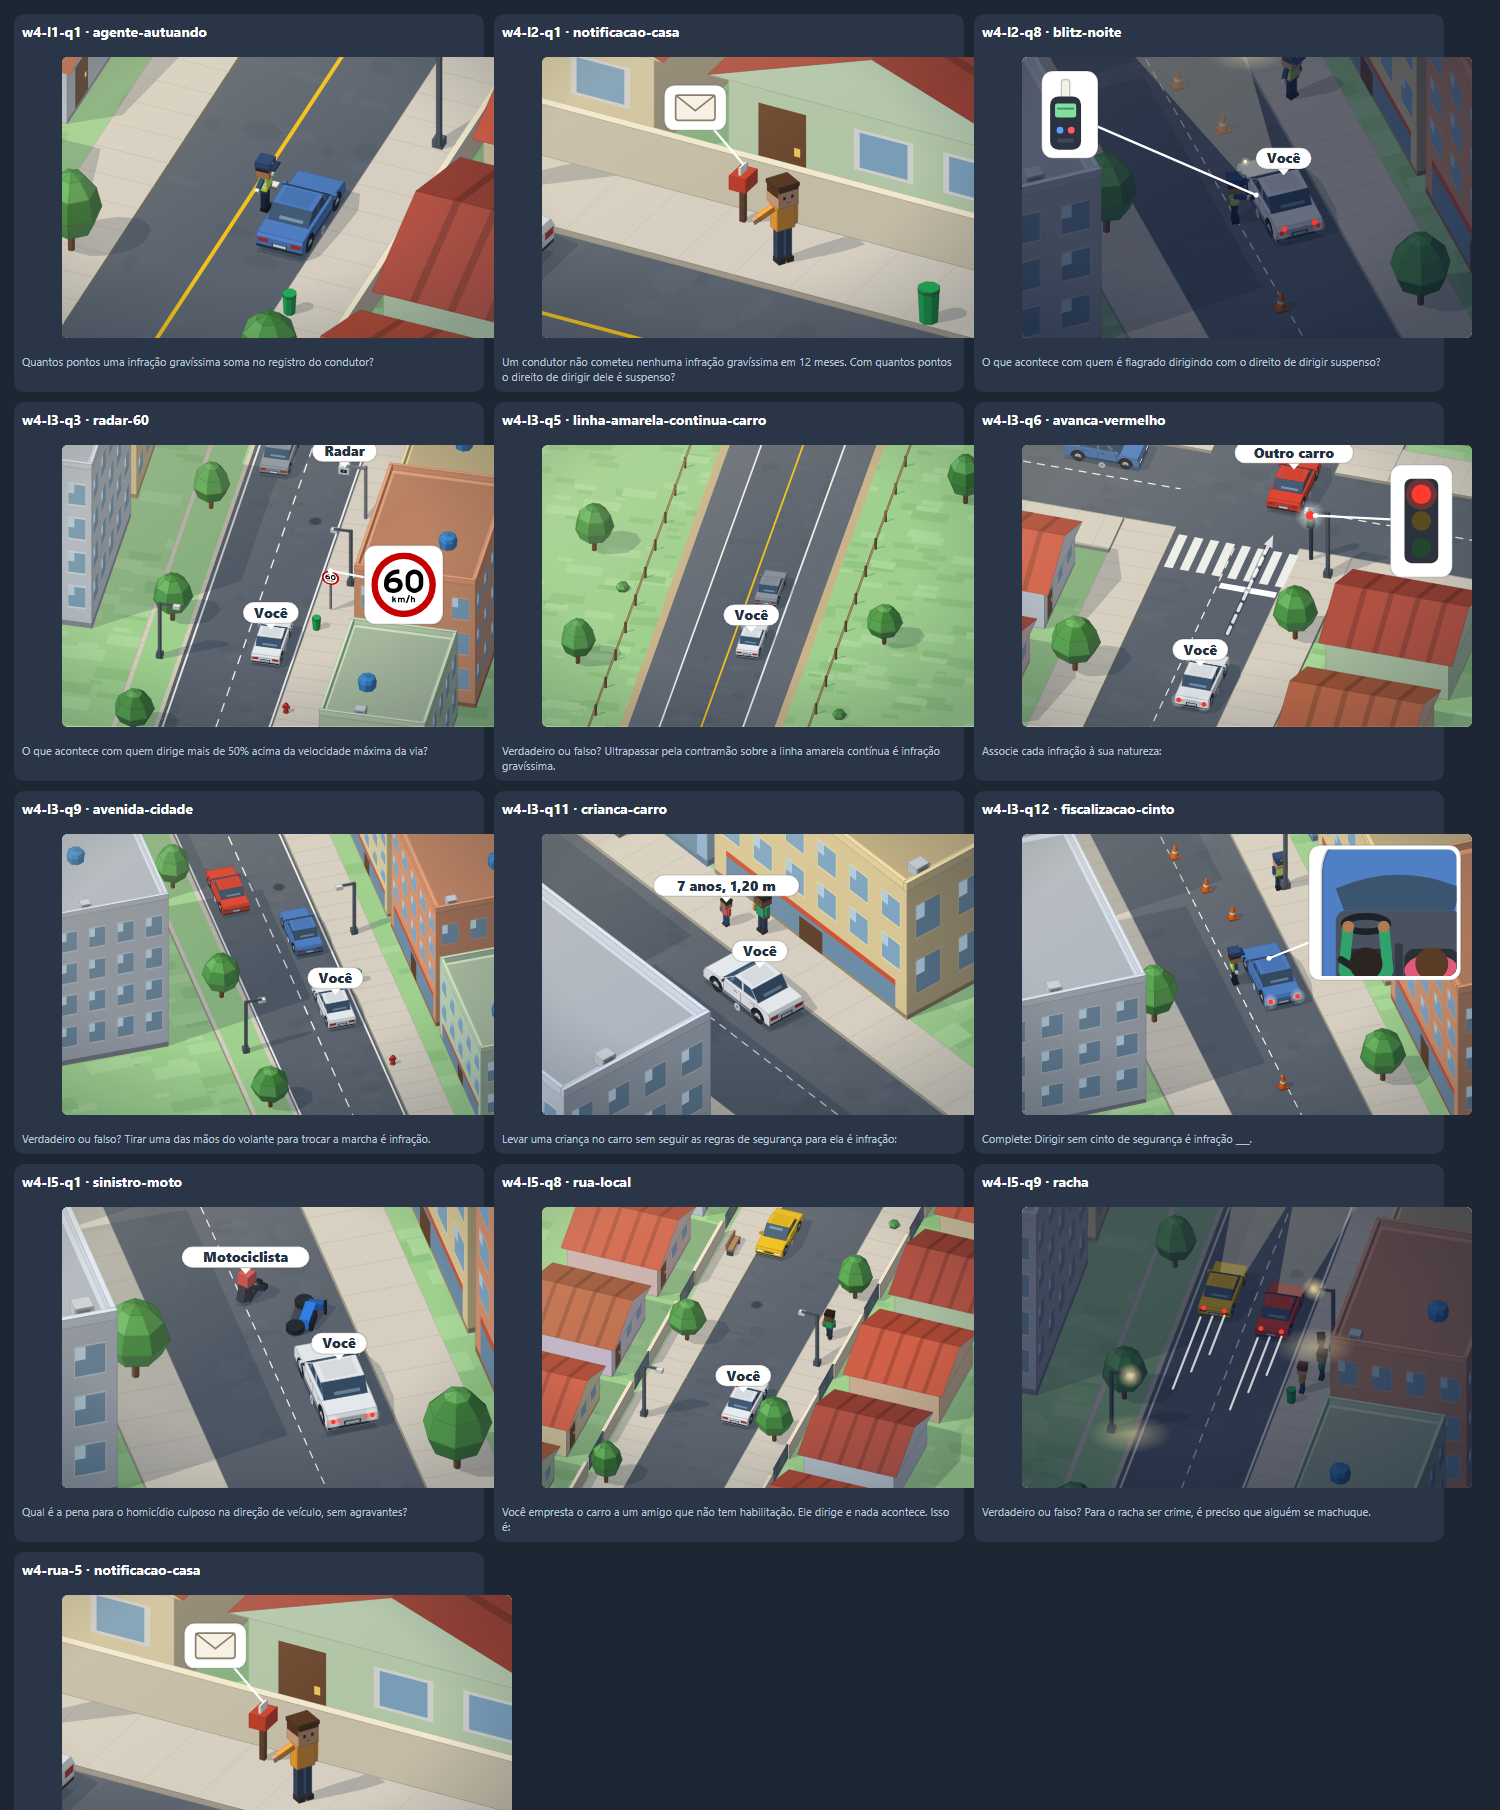 w4-l1-q1 · agente-autuando
Quantos pontos uma infração gravíssima soma no registro do condutor?
w4-l2-q1 · notificacao-casa
Um condutor não cometeu nenhuma infração gravíssima em 12 meses. Com quantos pontos
o direito de dirigir dele é suspenso?
w4-l2-q8 · blitz-noite
Você
O que acontece com quem é flagrado dirigindo com o direito de dirigir suspenso?
w4-l3-q3 · radar-60
Radar
60
60
km/h
Você
O que acontece com quem dirige mais de 50% acima da velocidade máxima da via?
w4-l3-q5 · linha-amarela-continua-carro
Você
Verdadeiro ou falso? Ultrapassar pela contramão sobre a linha amarela contínua é infração
gravíssima.
w4-l3-q6 · avanca-vermelho
Outro carro
Você
Associe cada infração à sua natureza:
w4-l3-q9 · avenida-cidade
Você
Verdadeiro ou falso? Tirar uma das mãos do volante para trocar a marcha é infração.
w4-l3-q11 · crianca-carro
7 anos, 1,20 m
Você
Levar uma criança no carro sem seguir as regras de segurança para ela é infração:
w4-l3-q12 · fiscalizacao-cinto
Complete: Dirigir sem cinto de segurança é infração ___.
w4-l5-q1 · sinistro-moto
Motociclista
Você
Qual é a pena para o homicídio culposo na direção de veículo, sem agravantes?
w4-l5-q8 · rua-local
Você
Você empresta o carro a um amigo que não tem habilitação. Ele dirige e nada acontece. Isso
é:
w4-l5-q9 · racha
Verdadeiro ou falso? Para o racha ser crime, é preciso que alguém se machuque.
w4-rua-5 · notificacao-casa